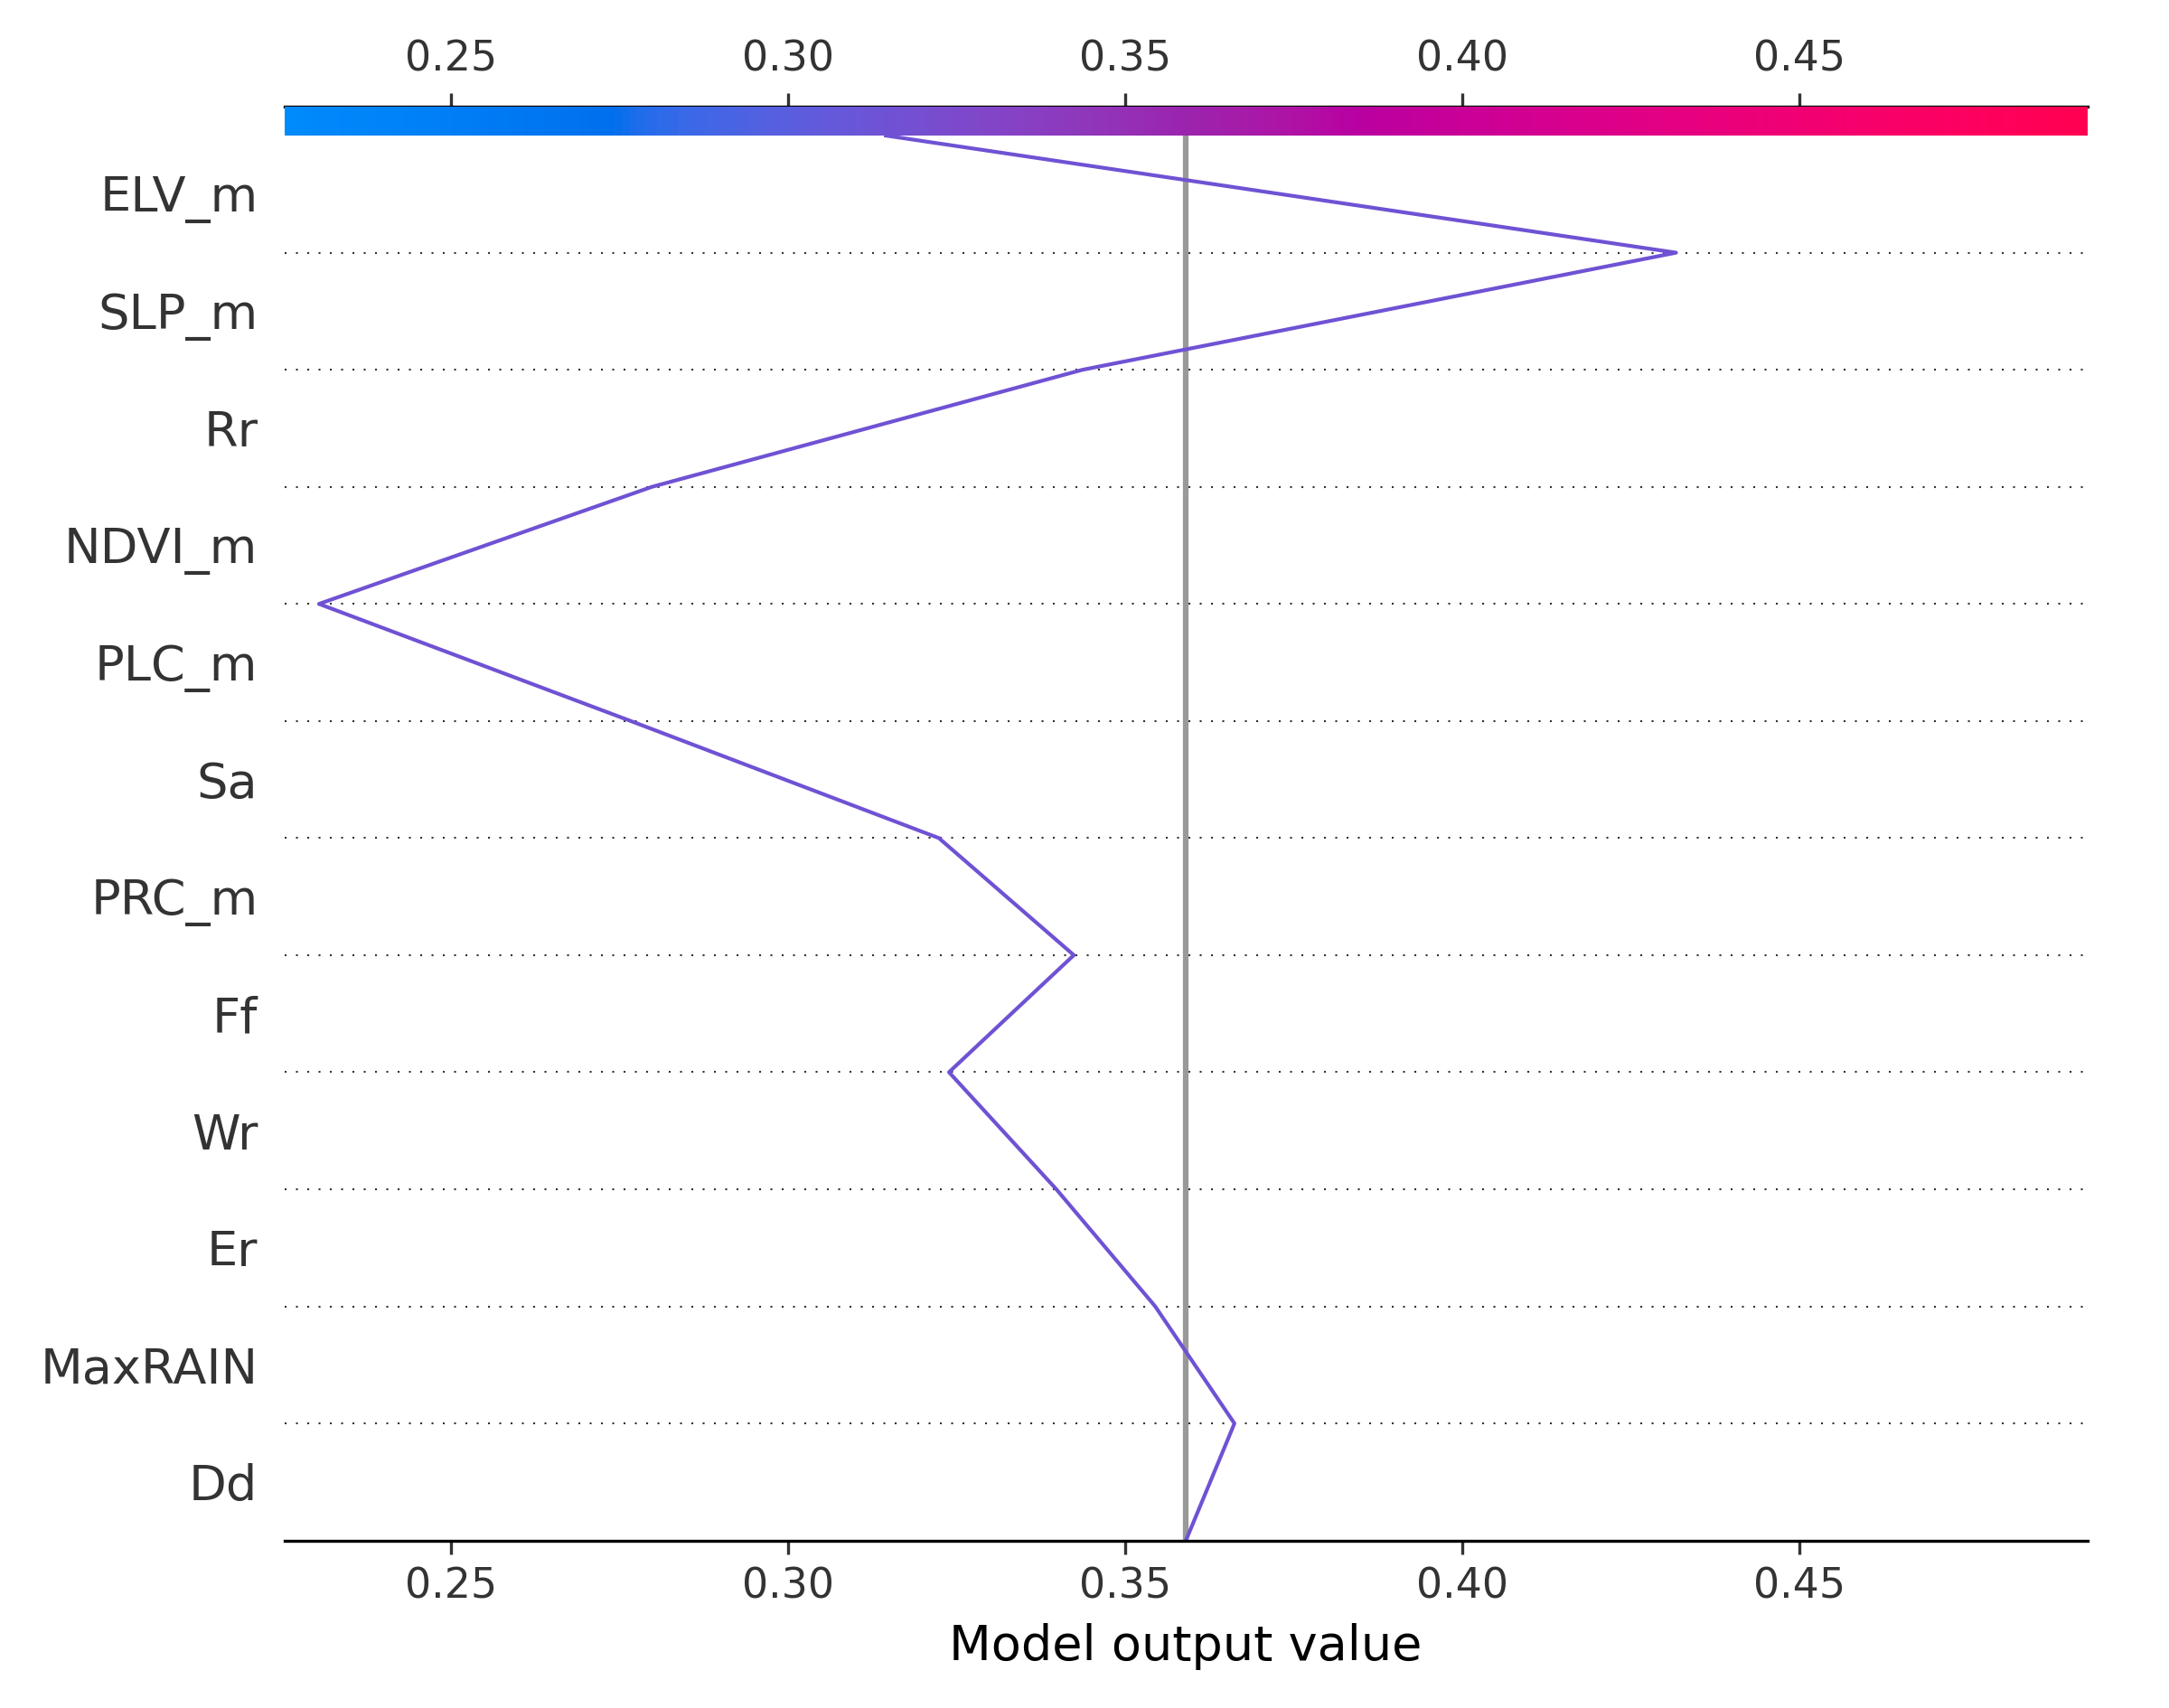 0.25 0.30 0.35 0.40 0.45
ELV_m
SLP_m
Rr
NDVI_m
PLC_m
Sa
PRC_m
Ff
Wr
Er
MaxRAIN
Dd
0.25 0.30 0.35 0.40 0.45
Model output value